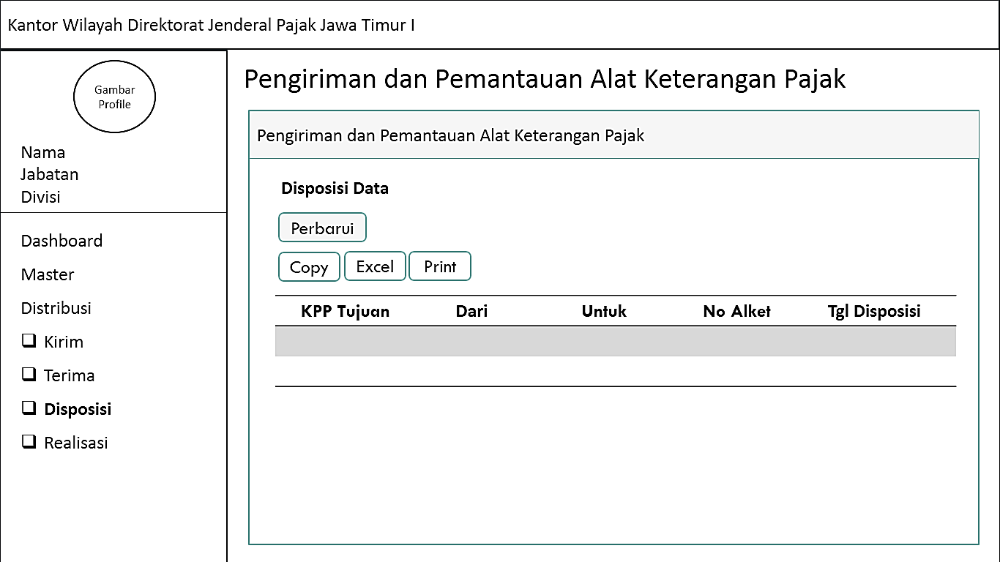 Kantor Wilayah Direktorat Jenderal Pajak Jawa Timur I
Gambar
Profile
Nama
Jabatan
Divisi
Dashboard
Master
Distribusi
Kirim
Terima
Disposisi
Realisasi
Pengiriman dan Pemantauan Alat Keterangan Pajak
Pengiriman dan Pemantauan Alat Keterangan Pajak
Disposisi Data
Perbarui
Copy Excel Print
KPP Tujuan Dari Untuk No Alket Tgl Disposisi